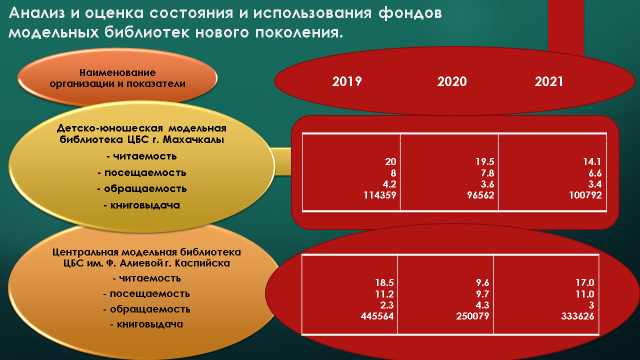 Анализ и оценка состояния и использования фондов
модельных библиотек нового поколения.
Наименование
организации и показатели
2019 2020 2021
Детско-юношеская модельная
библиотека ЦБС г. Махачкалы
- читаемость
- посещаемость
- обращаемость
- книговыдача
20 19.5 14.1
8 7.8 6.6
4.2 3.6 3.4
114359 96562 100792
Центральная модельная библиотека
ЦБС им. Ф. Алиевой г. Каспийска
- читаемость
- посещаемость
- обращаемость
- книговыдача
18.5 9.6 17.0
11.2 9.7 11.0
2.3 4.3 3
445564 250079 333626